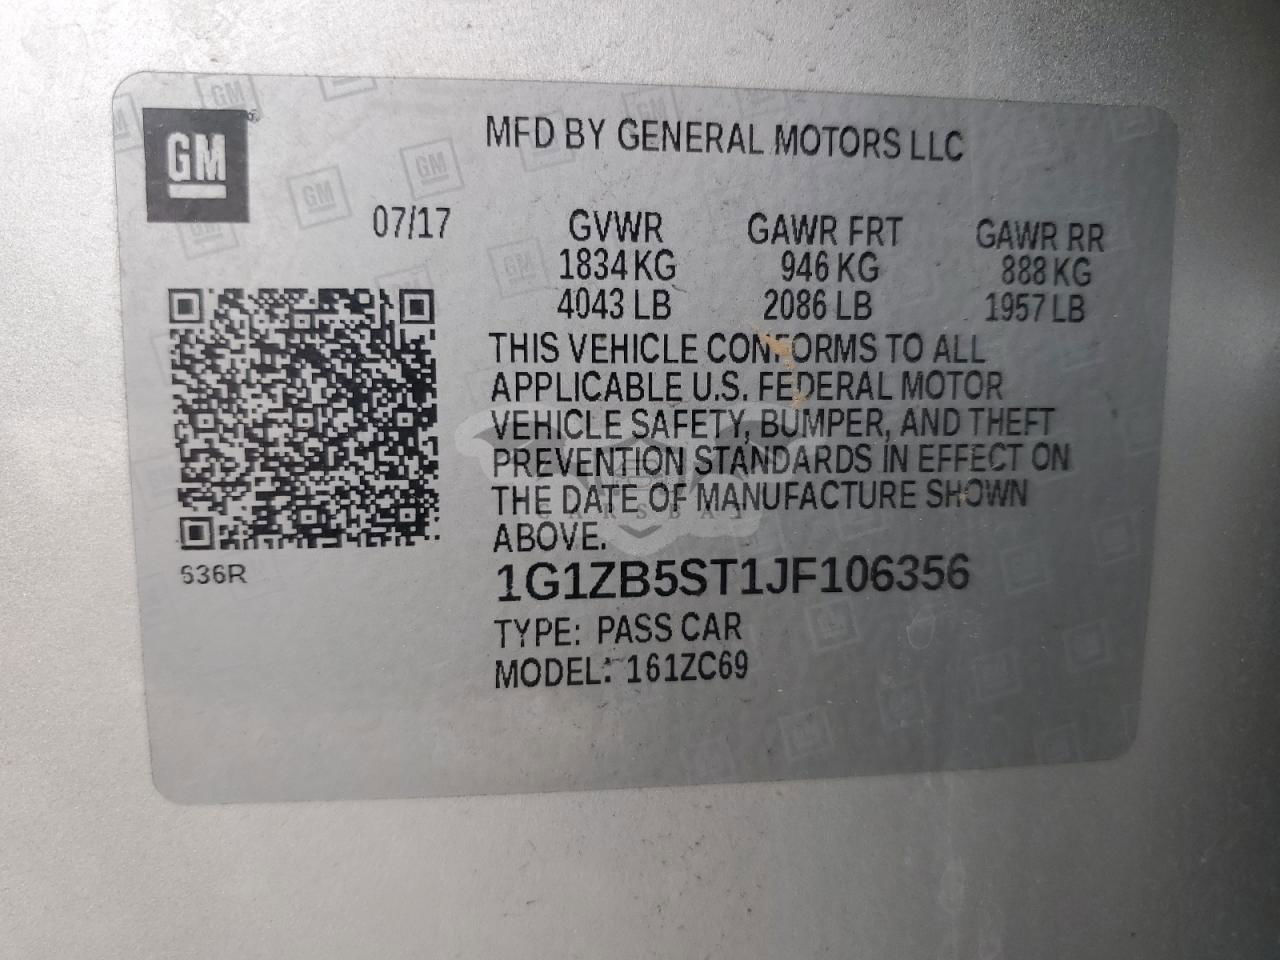 GM
MFD BY GENERAL MOTORS LLC
07/17
GVWR GAWR FRT GAWR RR
1834 KG 946 KG 888 KG
4043 LB 2086 LB 1957 LB
THIS VEHICLE CONFORMS TO ALL
APPLICABLE U.S. FEDERAL MOTOR
VEHICLE SAFETY, BUMPER, AND THEFT
PREVENTION STANDARDS IN EFFECT ON
THE DATE OF MANUFACTURE SHOWN
ABOVE.
636R
1G1ZB5ST1JF106356
TYPE: PASS CAR
MODEL: 161ZC69